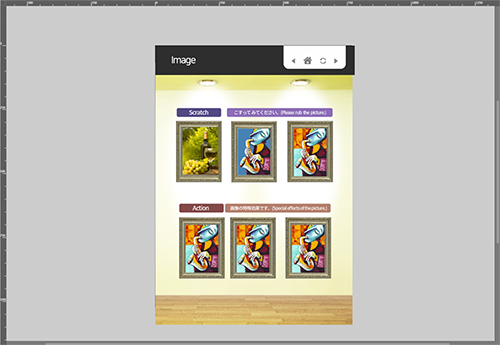 Image
Scratch
こすってみてください。(Please rub the picture.)
Action
画像の特殊効果です。(Special effects of the picture.)